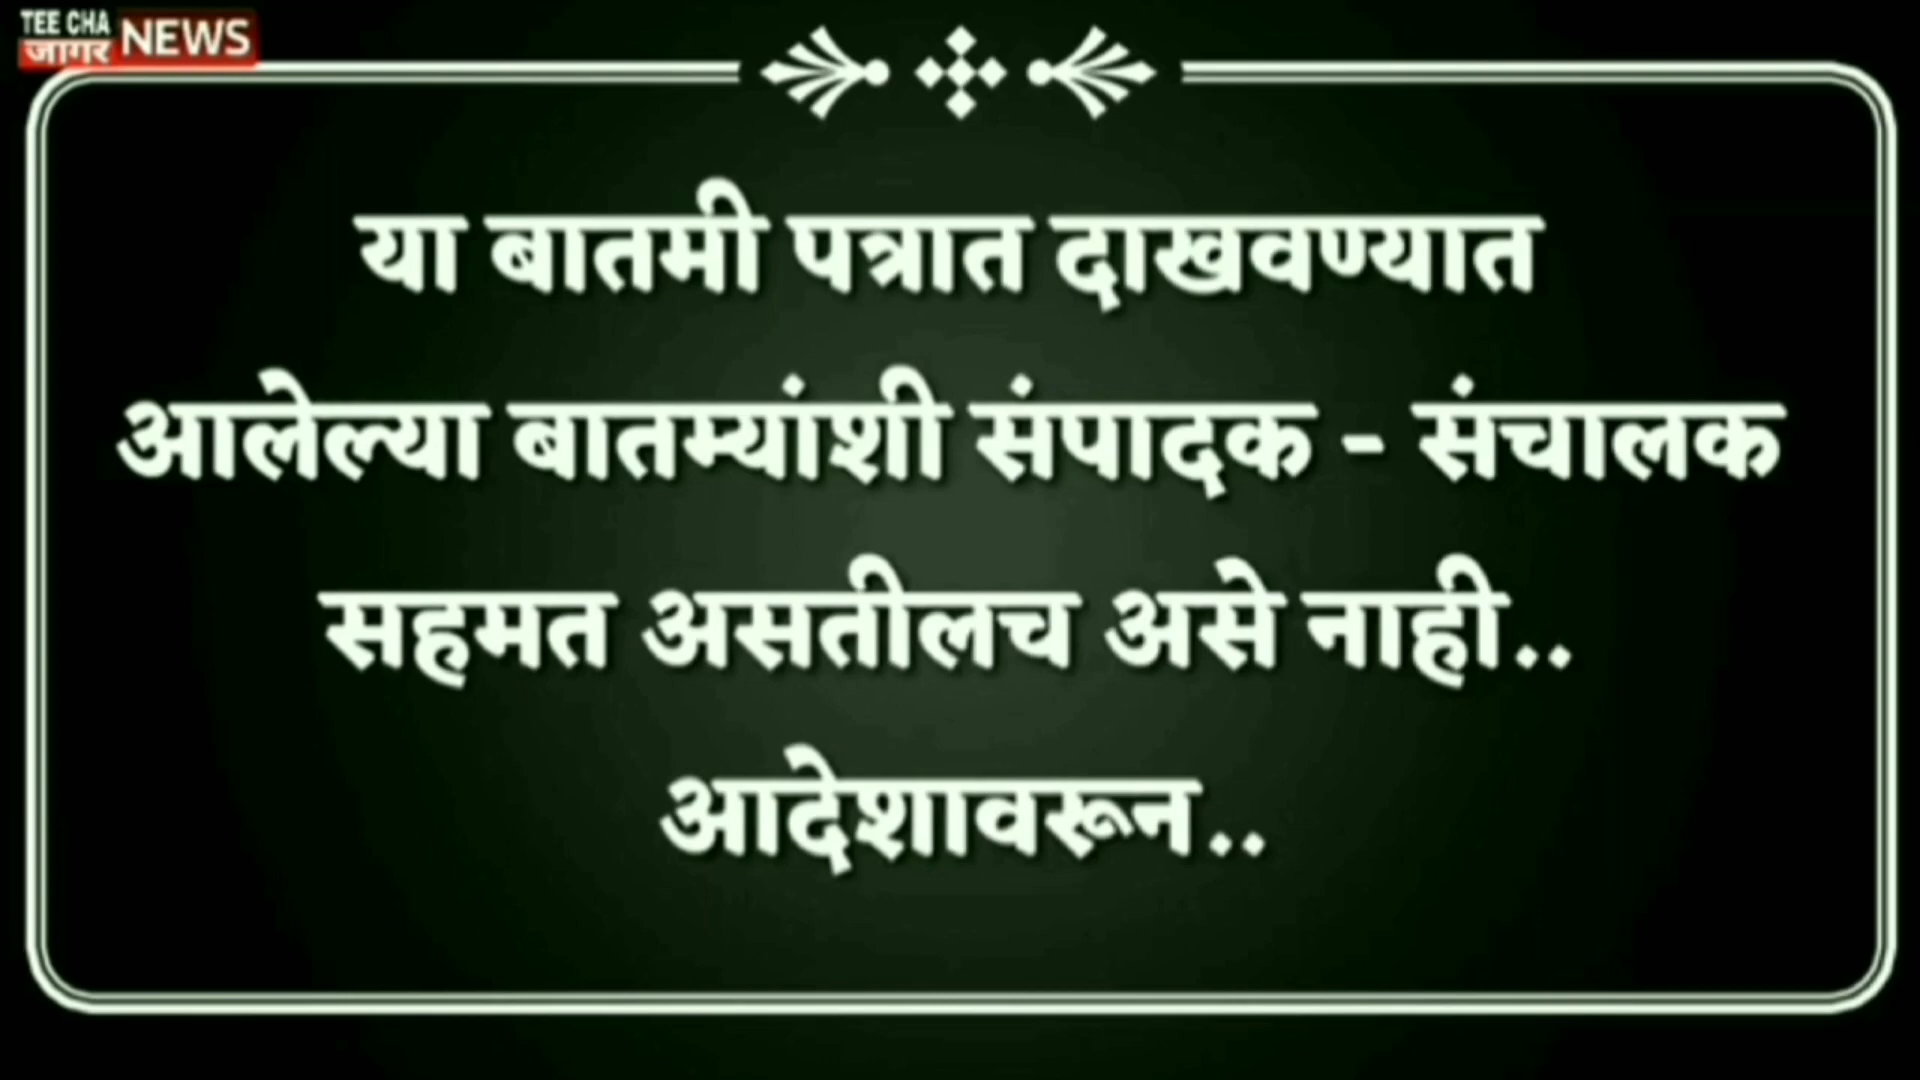 TEE CHA
जागर NEWS
या बातमी पत्रात दाखवण्यात
आलेल्या बातम्यांशी संपादक - संचालक
सहमत असतीलच असे नाही..
आदेशावरून..